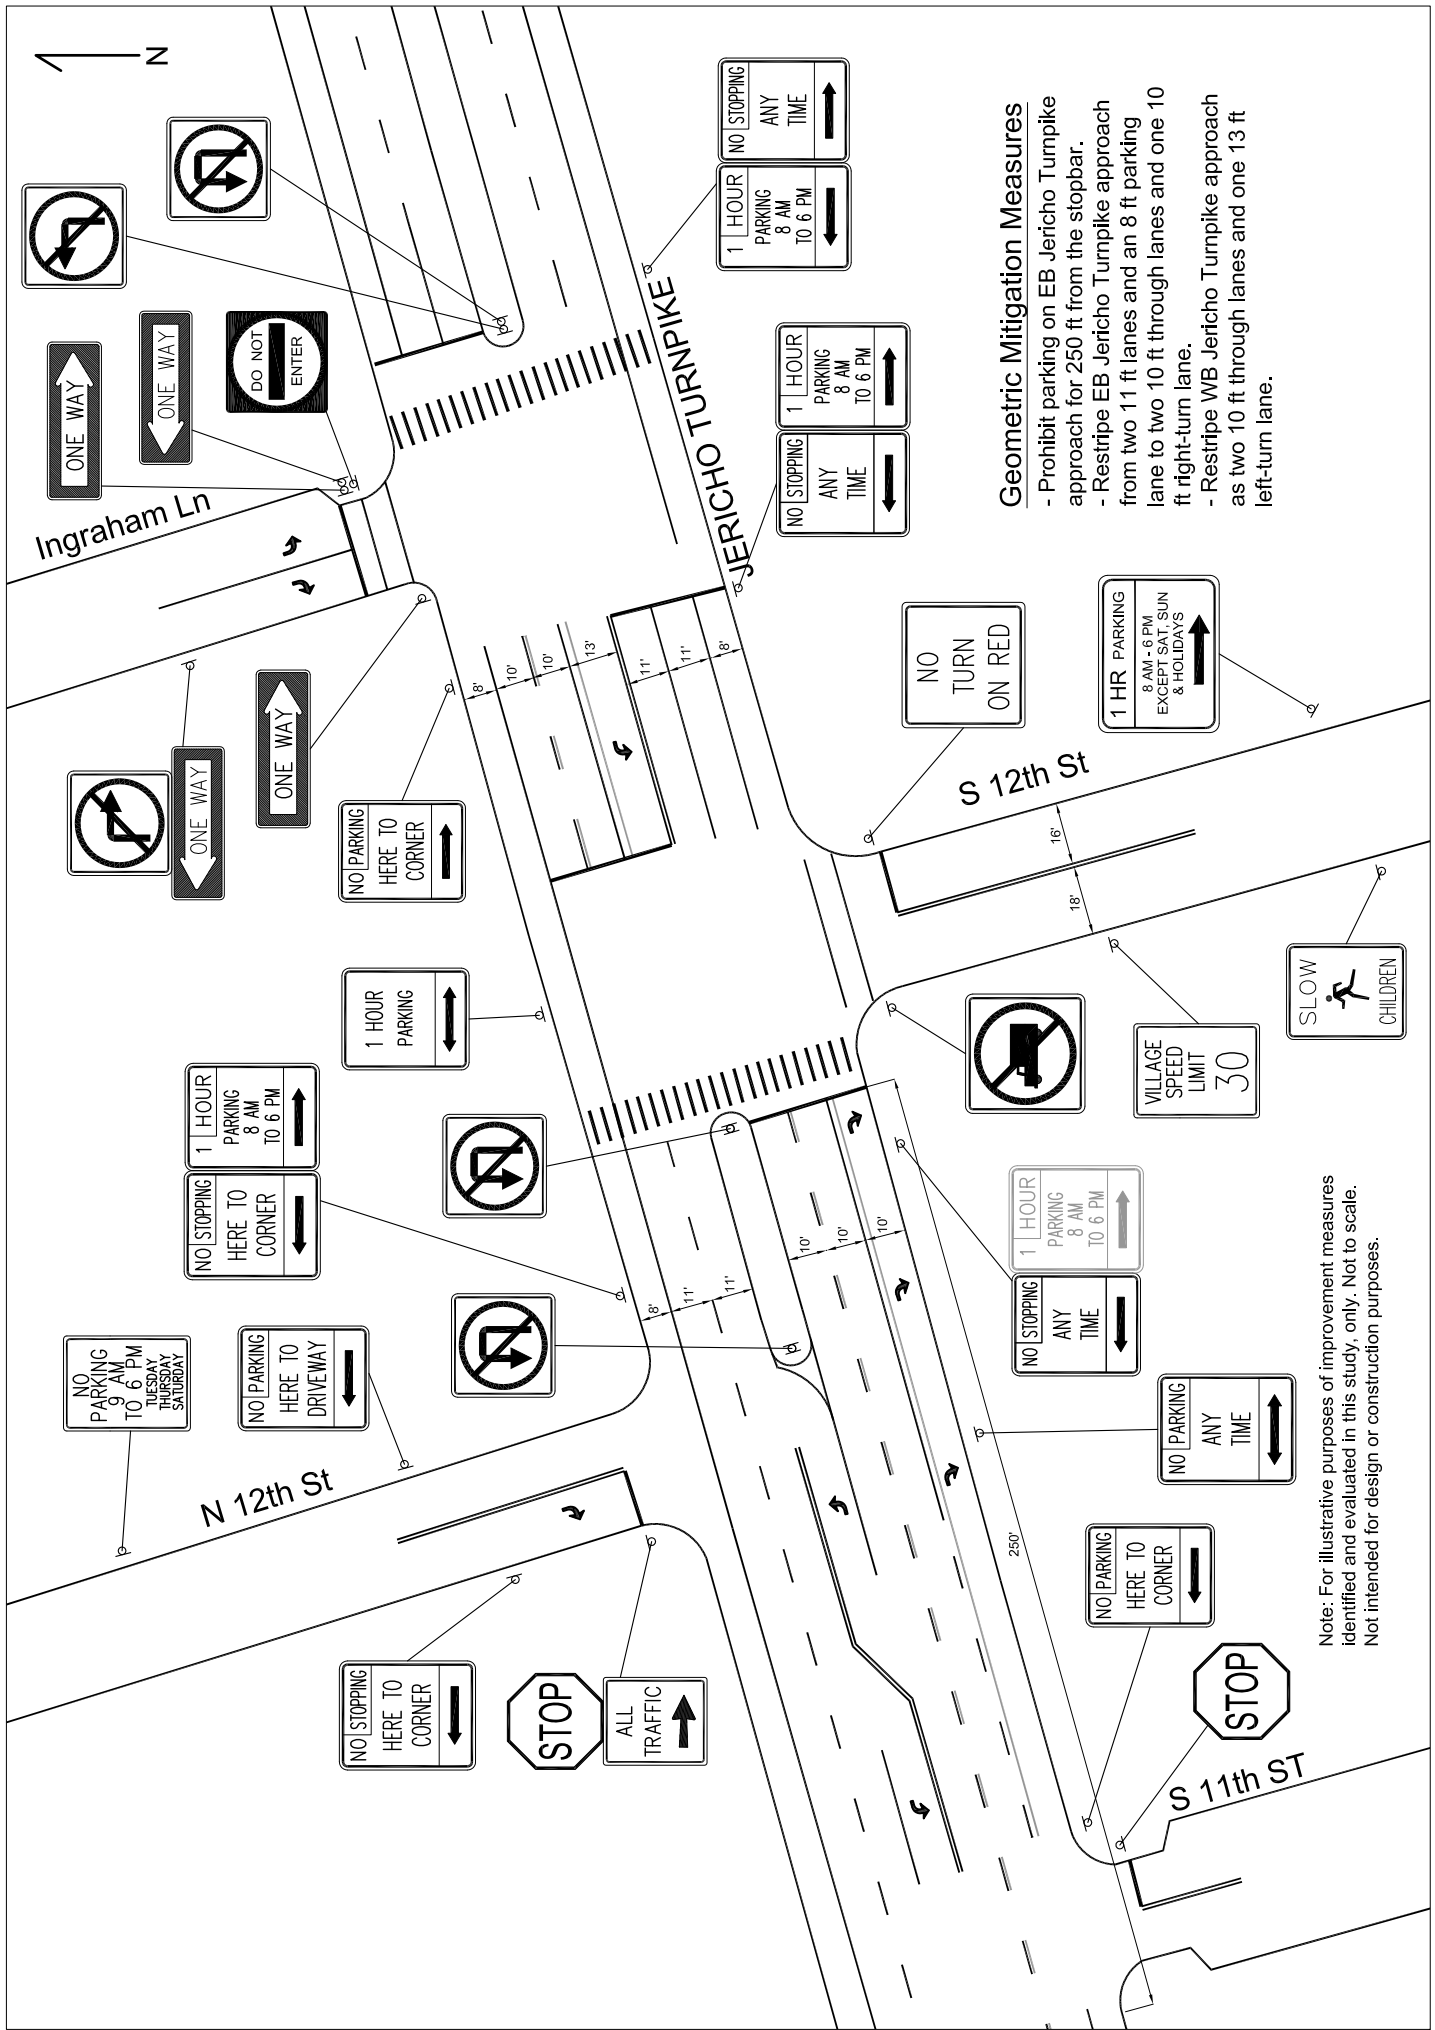 N
NO
PARKING
9 AM
TO 6 PM
TUESDAY
THURSDAY
SATURDAY
N 12th St
NO PARKING
HERE TO
DRIVEWAY
NO STOPPING
HERE TO
CORNER
1 HOUR
PARKING
8 AM
TO 6 PM
NO STOPPING
HERE TO
CORNER
STOP
ALL
TRAFFIC
1 HOUR
PARKING
NO PARKING
HERE TO
CORNER
ONE WAY
ONE WAY
Ingraham Ln
ONE WAY
ONE WAY
DO NOT
ENTER
8'
11'
11'
10'
10'
10'
8'
10'
10'
13'
11'
11'
8'
JERICHO TURNPIKE
NO STOPPING
ANY
TIME
1 HOUR
PARKING
8 AM
TO 6 PM
1 HOUR
PARKING
8 AM
TO 6 PM
NO STOPPING
ANY
TIME
250'
NO STOPPING
ANY
TIME
1 HOUR
PARKING
8 AM
TO 6 PM
NO PARKING
ANY
TIME
NO PARKING
HERE TO
CORNER
STOP
S 11th ST
VILLAGE
SPEED
LIMIT
30
SLOW
CHILDREN
18'
16'
S 12th St
NO
TURN
ON RED
1 HR PARKING
8 AM - 6 PM
EXCEPT SAT, SUN
& HOLIDAYS
Geometric Mitigation Measures
- Prohibit parking on EB Jericho Turnpike
approach for 250 ft from the stopbar.
- Restripe EB Jericho Turnpike approach
from two 11 ft lanes and an 8 ft parking
lane to two 10 ft through lanes and one 10
ft right-turn lane.
- Restripe WB Jericho Turnpike approach
as two 10 ft through lanes and one 13 ft
left-turn lane.
Note: For illustrative purposes of improvement measures
identified and evaluated in this study, only. Not to scale.
Not intended for design or construction purposes.